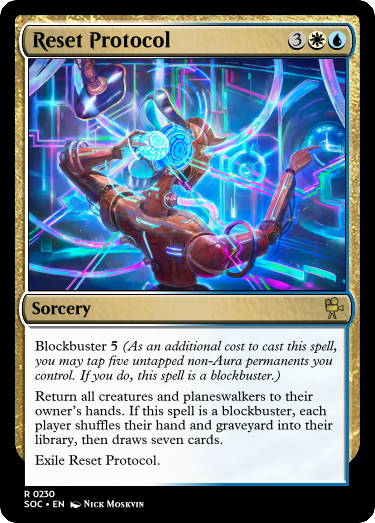 Reset Protocol
3
Sorcery
Blockbuster 5 (As an additional cost to cast this spell,
you may tap five untapped non-Aura permanents you
control. If you do, this spell is a blockbuster.)
Return all creatures and planeswalkers to their
owner's hands. If this spell is a blockbuster, each
player shuffles their hand and graveyard into their
library, then draws seven cards.
Exile Reset Protocol.
R 0230
SOC • EN Nick Moskvin